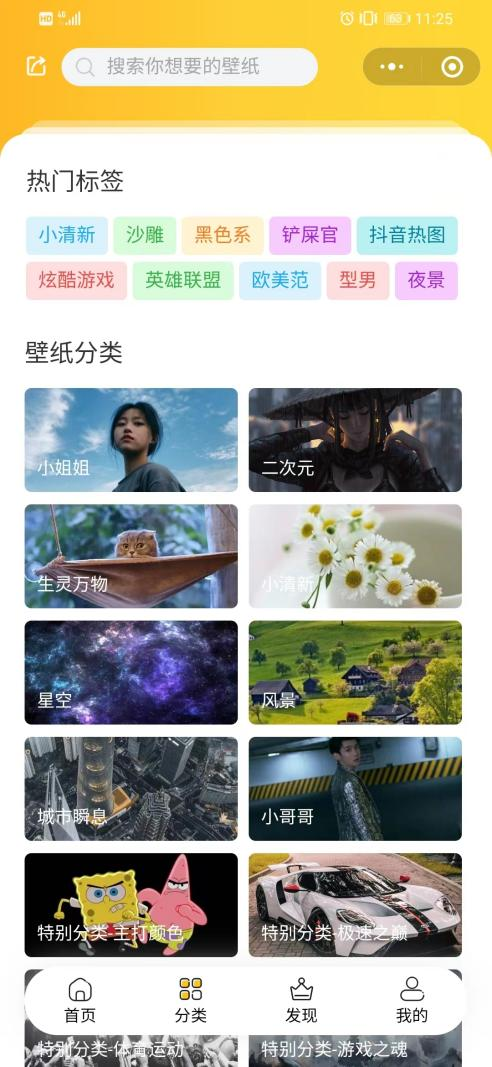 HD 4G 63 11:25
搜索你想要的壁纸
热门标签
小清新 沙雕 黑色系 铲屎官 抖音热图
炫酷游戏 英雄联盟 欧美范 型男 夜景
壁纸分类
小姐姐 二次元
生灵万物 小清新
星空 风景
城市瞬息 小哥哥
特别分类-主打颜色 特别分类-极速之巅
首页 分类 发现 我的
特别分类-体育运动 特别分类-游戏之魂